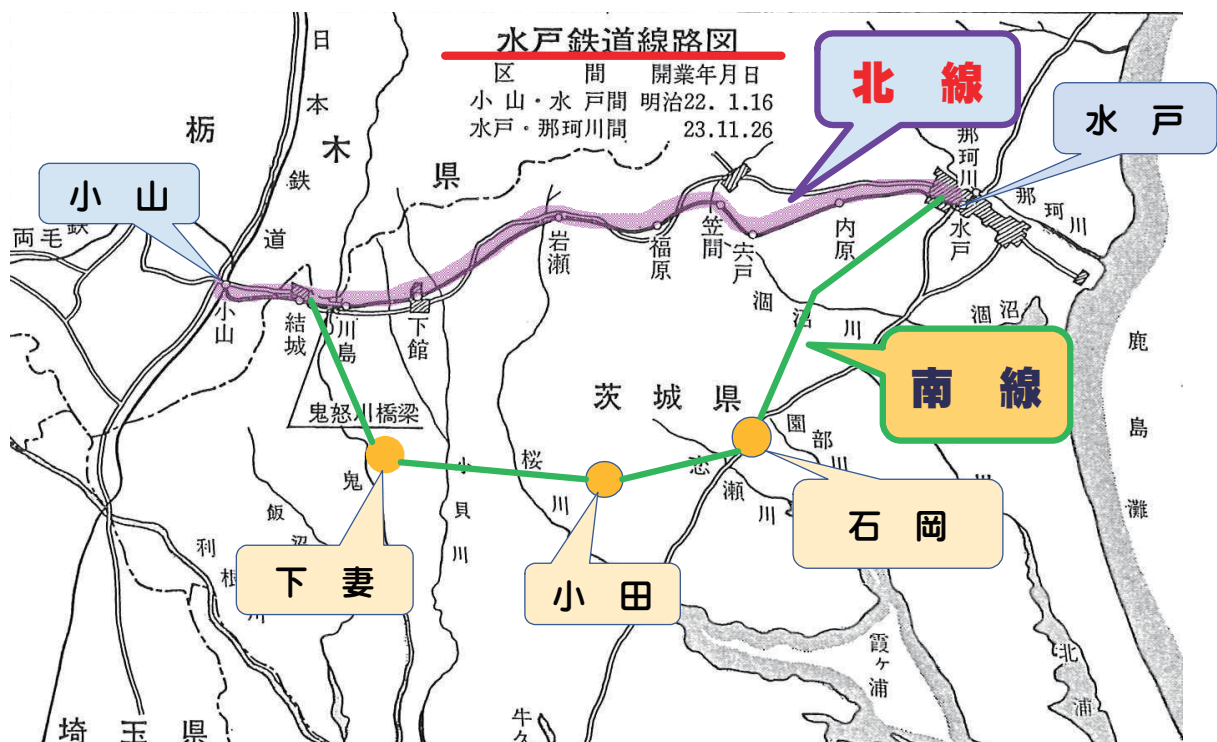 水戸鉄道線路図
区 間 開業年月日
小山・水戸間 明治22. 1.16
水戸・那珂川間 23.11.26
北 線
水 戸
小 山
南 線
石 岡
小 田
下 妻
日本鉄道
栃木県
両毛鉄
小山
結城
川島
下館
岩瀬
福原
笠間
宍戸
内原
水戸
那珂川
那珂川
涸沼川
涸沼
鬼怒川橋梁
茨城県
鹿島灘
園部川
恋瀬川
桜川
小貝川
鬼
飯沼
利根川
川
霞ヶ浦
北浦
牛久
埼玉県